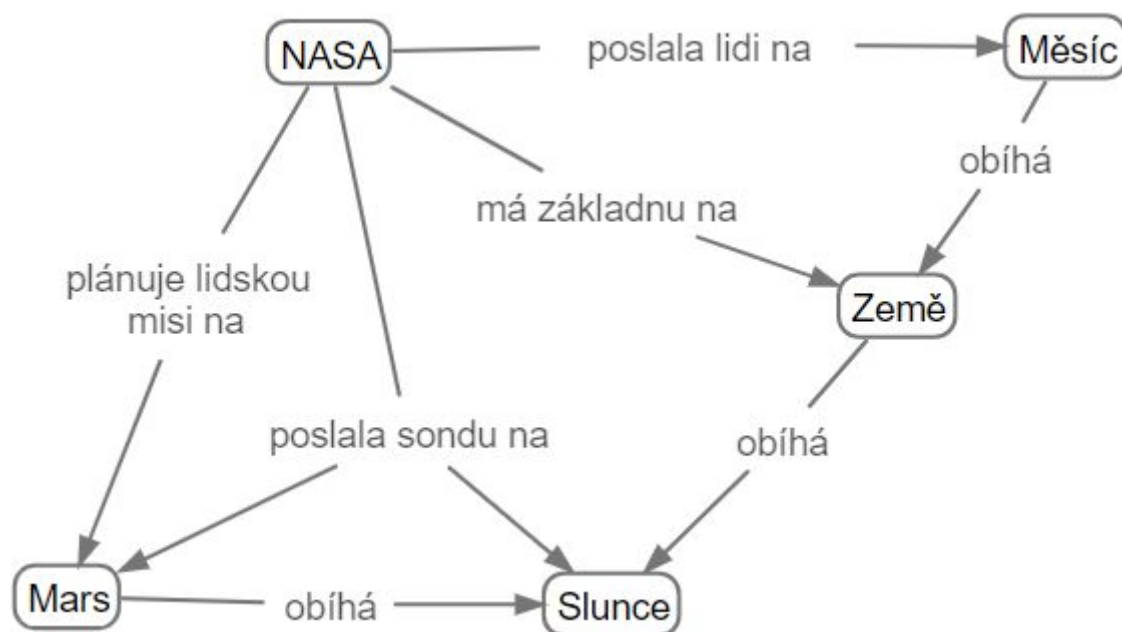 NASA
poslala lidi na
Měsíc
obíhá
má základnu na
plánuje lidskou
misi na
Země
poslala sondu na
obíhá
Mars
obíhá
Slunce